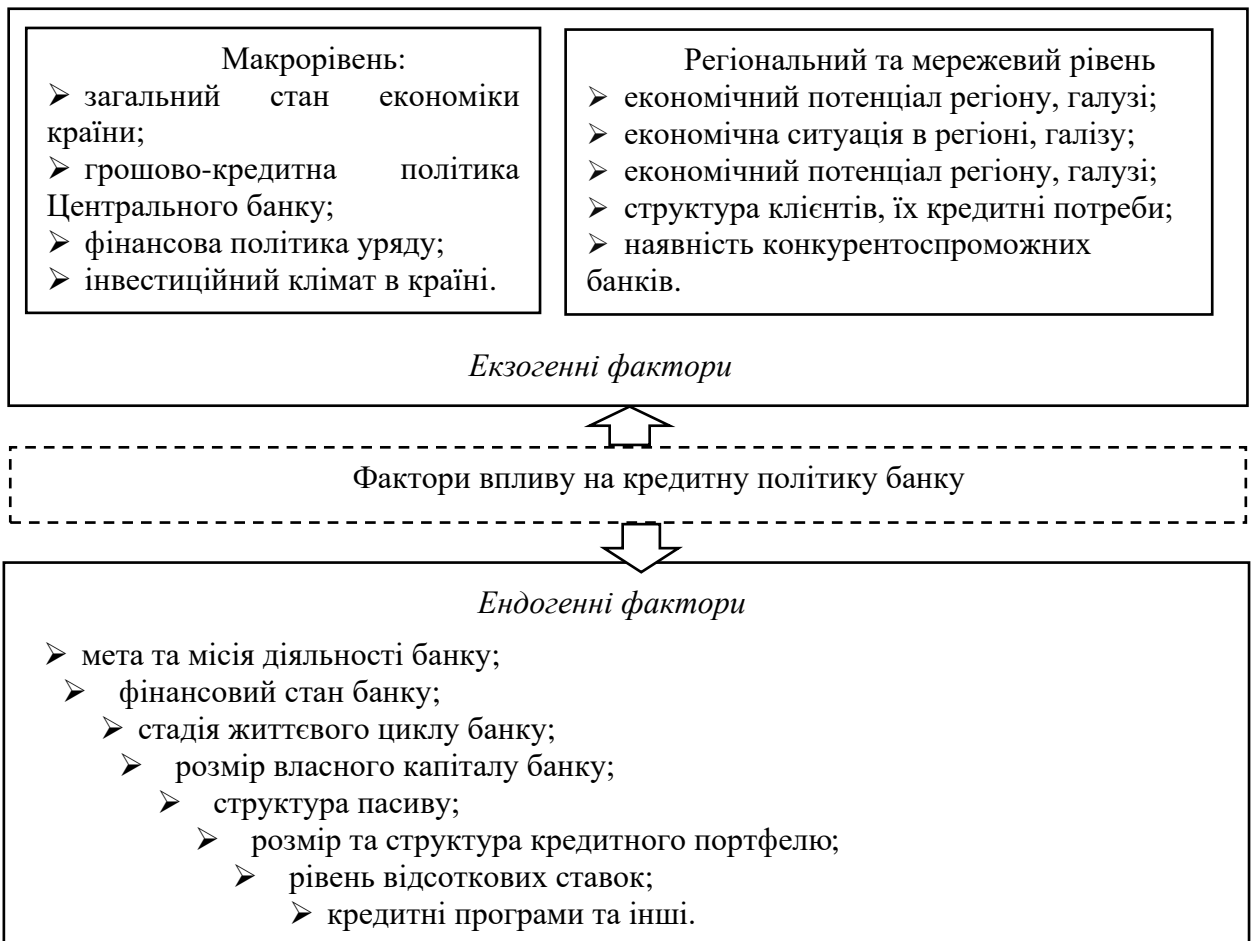 Макрорівень:
➢ загальний стан економіки
країни;
➢ грошово-кредитна політика
Центрального банку;
➢ фінансова політика уряду;
➢ інвестиційний клімат в країні.
Регіональний та мережевий рівень
➢ економічний потенціал регіону, галузі;
➢ економічна ситуація в регіоні, галізу;
➢ економічний потенціал регіону, галузі;
➢ структура клієнтів, їх кредитні потреби;
➢ наявність конкурентоспроможних
банків.
Екзогенні фактори
Фактори впливу на кредитну політику банку
Ендогенні фактори
➢ мета та місія діяльності банку;
➢ фінансовий стан банку;
➢ стадія життєвого циклу банку;
➢ розмір власного капіталу банку;
➢ структура пасиву;
➢ розмір та структура кредитного портфелю;
➢ рівень відсоткових ставок;
➢ кредитні програми та інші.